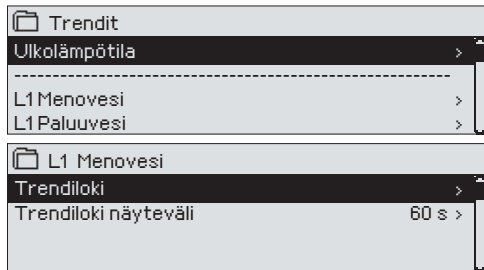 Trendit
Ulkolämpötila >
--------------------------------------------------------
L1 Menovesi >
L1 Paluuvesi >
L1 Menovesi
Trendiloki >
Trendiloki näyteväli 60 s >